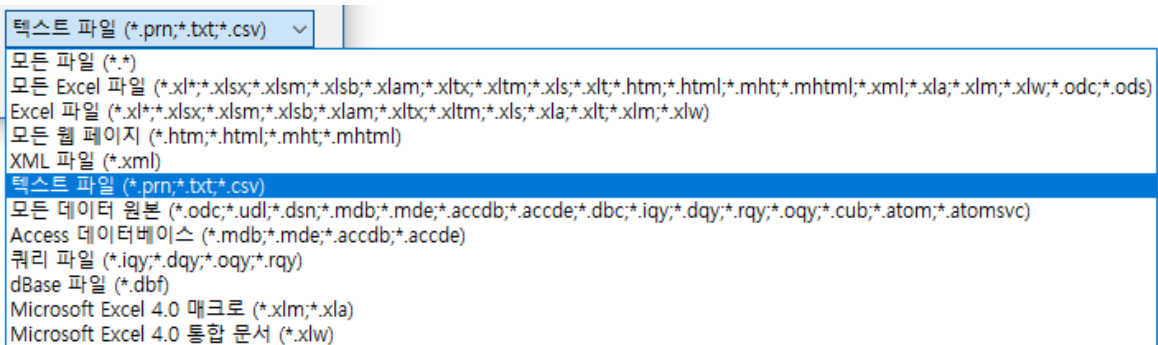 텍스트 파일 (*.prn;*.txt;*.csv)
모든 파일 (*.*)
모든 Excel 파일 (*.xl*;*.xlsx;*.xlsm;*.xlsb;*.xlam;*.xltx;*.xltm;*.xls;*.xlt;*.htm;*.html;*.mht;*.mhtml;*.xml;*.xla;*.xlm;*.xlw;*.odc;*.ods)
Excel 파일 (*.xl*;*.xlsx;*.xlsm;*.xlsb;*.xlam;*.xltx;*.xltm;*.xls;*.xla;*.xlt;*.xlm;*.xlw)
모든 웹 페이지 (*.htm;*.html;*.mht;*.mhtml)
XML 파일 (*.xml)
텍스트 파일 (*.prn;*.txt;*.csv)
모든 데이터 원본 (*.odc;*.udl;*.dsn;*.mdb;*.mde;*.accdb;*.accde;*.dbc;*.iqy;*.dqy;*.rqy;*.oqy;*.cub;*.atom;*.atomsvc)
Access 데이터베이스 (*.mdb;*.mde;*.accdb;*.accde)
쿼리 파일 (*.iqy;*.dqy;*.oqy;*.rqy)
dBase 파일 (*.dbf)
Microsoft Excel 4.0 매크로 (*.xlm;*.xla)
Microsoft Excel 4.0 통합 문서 (*.xlw)